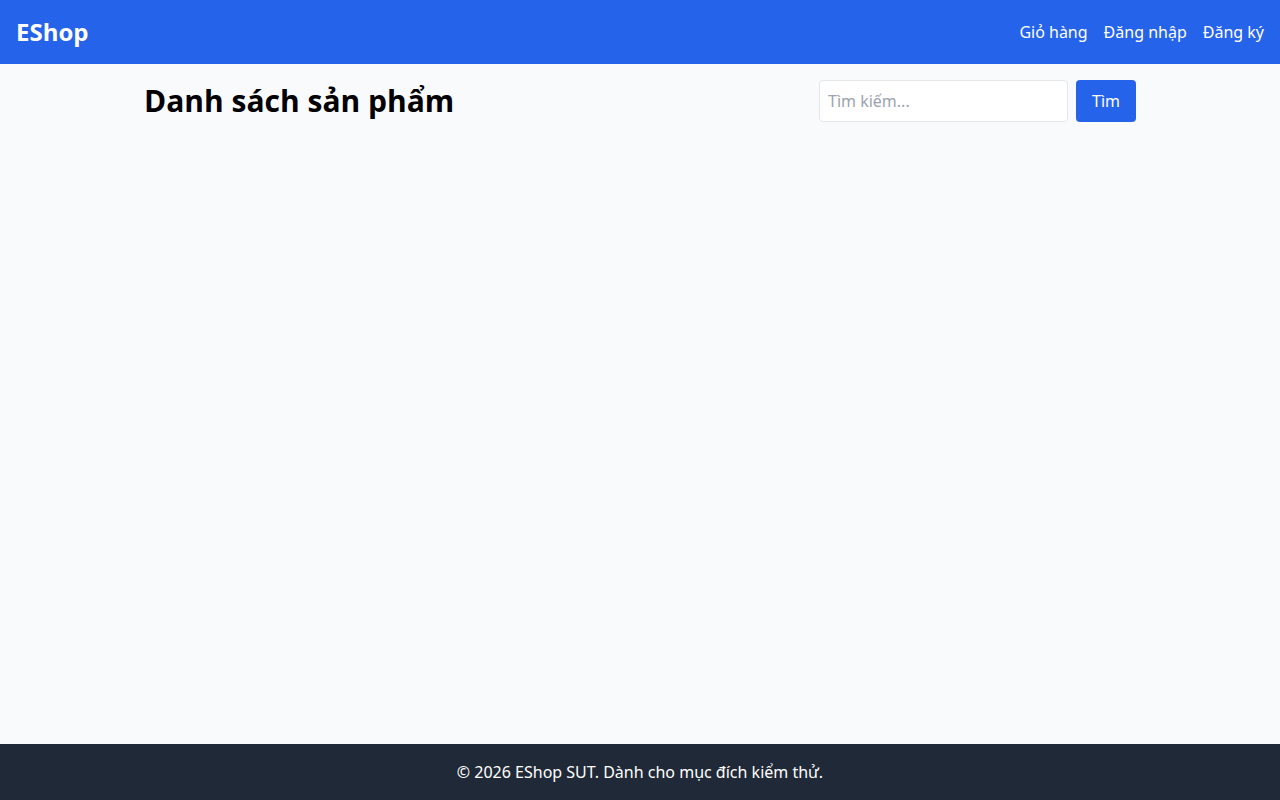 EShop
Giỏ hàng Đăng nhập Đăng ký
Danh sách sản phẩm
Tìm kiếm...
Tìm
© 2026 EShop SUT. Dành cho mục đích kiểm thử.